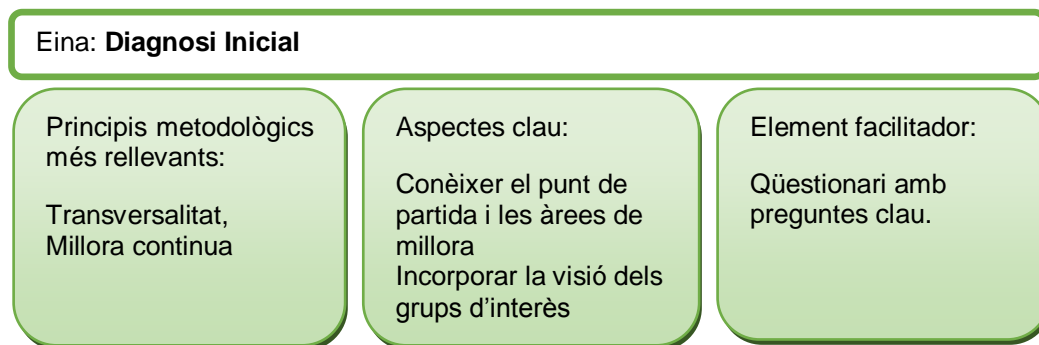 Eina: Diagnosi Inicial
Principis metodològics
més rellevants:
Transversalitat,
Millora continua
Aspectes clau:
Conèixer el punt de
partida i les àrees de
millora
Incorporar la visió dels
grups d’interès
Element facilitador:
Qüestionari amb
preguntes clau.